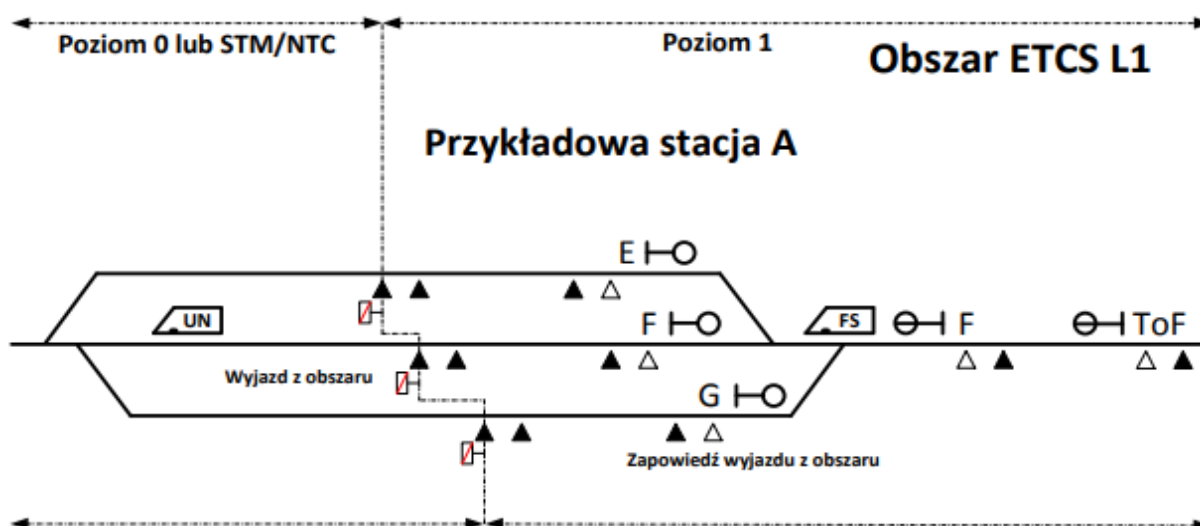 Poziom 0 lub STM/NTC
Poziom 1
Obszar ETCS L1
Przykładowa stacja A
E
UN
F
FS
F
ToF
Wyjazd z obszaru
G
Zapowiedź wyjazdu z obszaru